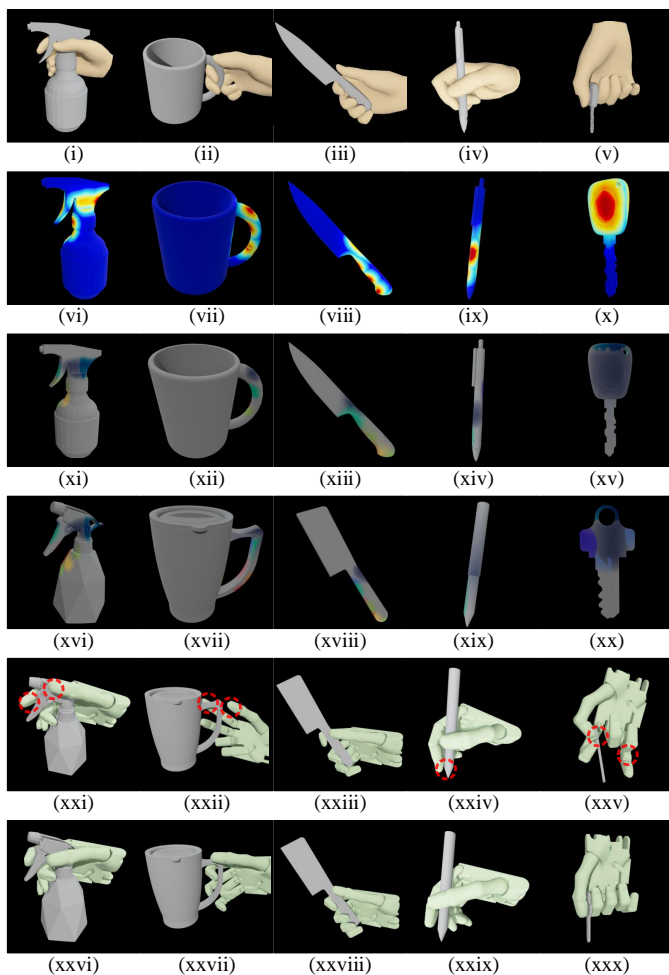 (i) (ii) (iii) (iv) (v)
(vi) (vii) (viii) (ix) (x)
(xi) (xii) (xiii) (xiv) (xv)
(xvi) (xvii) (xviii) (xix) (xx)
(xxi) (xxii) (xxiii) (xxiv) (xxv)
(xxvi) (xxvii) (xxviii) (xxix) (xxx)